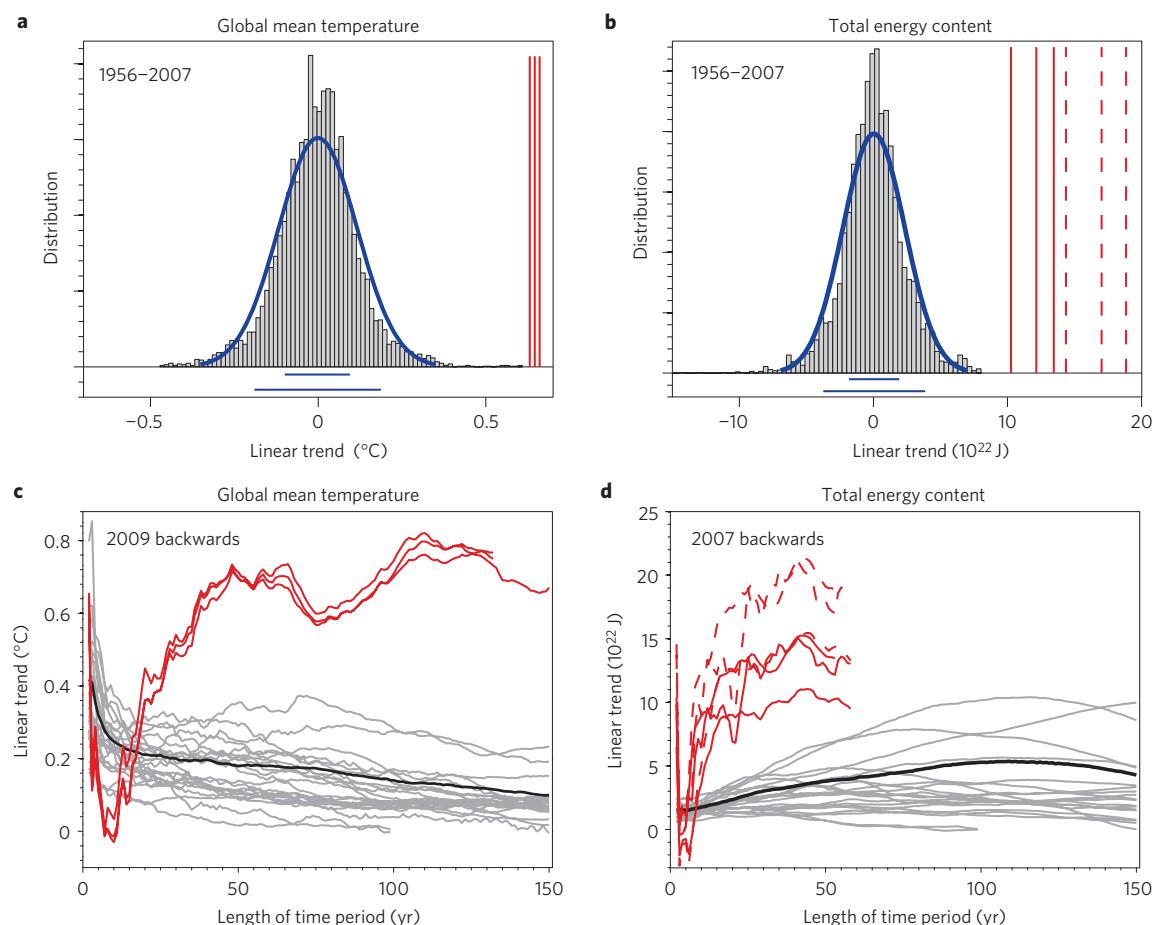 a
Global mean temperature
1956–2007
Distribution
−0.5
0
0.5
Linear trend (°C)
b
Total energy content
1956–2007
Distribution
−10
0
10
20
Linear trend (10²² J)
c
Global mean temperature
2009 backwards
Linear trend (°C)
0.8
0.6
0.4
0.2
0
0
50
100
150
Length of time period (yr)
d
Total energy content
2007 backwards
Linear trend (10²² J)
25
20
15
10
5
0
0
50
100
150
Length of time period (yr)